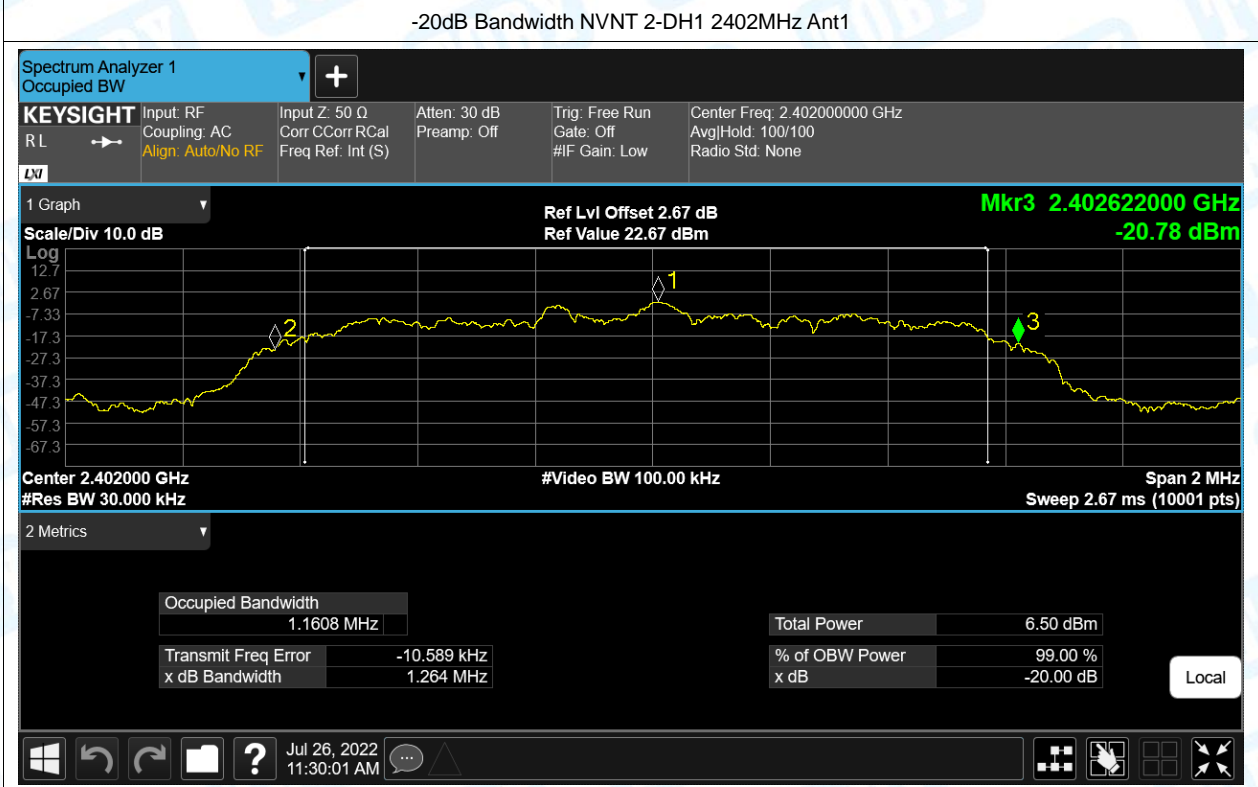 -20dB Bandwidth NVNT 2-DH1 2402MHz Ant1
Spectrum Analyzer 1
Occupied BW
KEYSIGHT
RL
LXI
Input: RF
Coupling: AC
Align: Auto/No RF
Input Z: 50 Ω
Corr CCorr RCal
Freq Ref: Int (S)
Atten: 30 dB
Preamp: Off
Trig: Free Run
Gate: Off
#IF Gain: Low
Center Freq: 2.402000000 GHz
Avg|Hold: 100/100
Radio Std: None
1 Graph
Scale/Div 10.0 dB
Ref Lvl Offset 2.67 dB
Ref Value 22.67 dBm
Mkr3 2.402622000 GHz
-20.78 dBm
Log
12.7
2.67
-7.33
-17.3
-27.3
-37.3
-47.3
-57.3
-67.3
1
2
3
Center 2.402000 GHz
#Res BW 30.000 kHz
#Video BW 100.00 kHz
Span 2 MHz
Sweep 2.67 ms (10001 pts)
2 Metrics
Occupied Bandwidth
1.1608 MHz
Transmit Freq Error -10.589 kHz
x dB Bandwidth 1.264 MHz
Total Power 6.50 dBm
% of OBW Power 99.00 %
x dB -20.00 dB
Local
?
Jul 26, 2022
11:30:01 AM